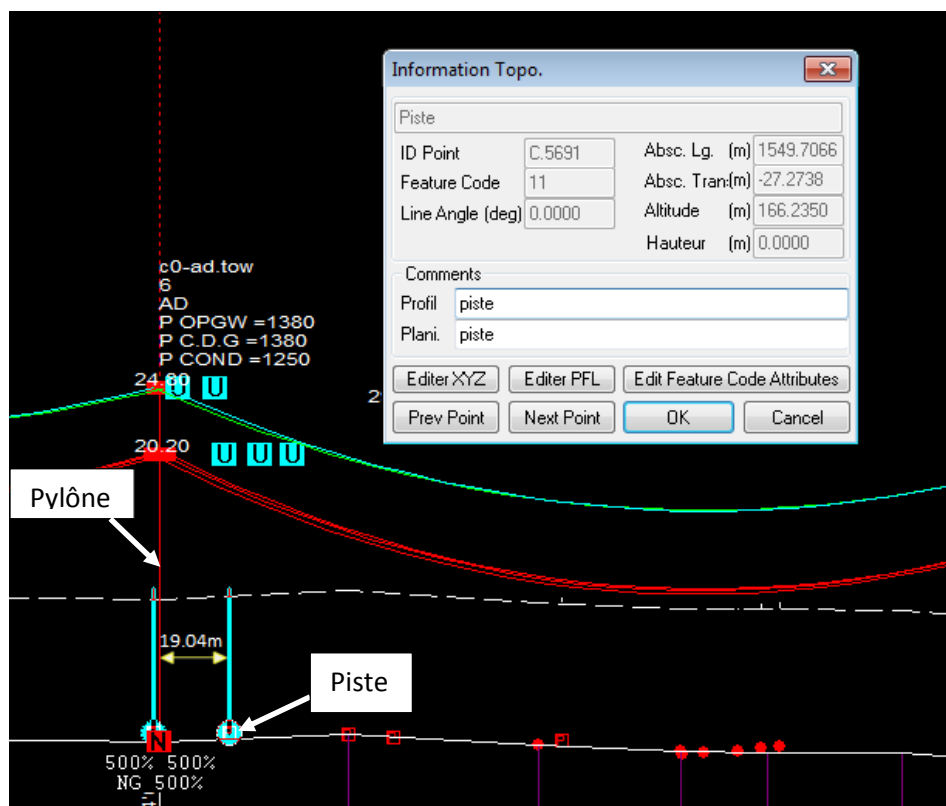 Information Topo.
Piste
ID Point C.5691 Absc. Lg. (m) 1549.7066
Feature Code 11 Absc. Tran:(m) -27.2738
Line Angle (deg) 0.0000 Altitude (m) 166.2350
Hauteur (m) 0.0000
Comments
Profil piste
Plani. piste
Editer XYZ Editer PFL Edit Feature Code Attributes
Prev Point Next Point OK Cancel
c0-ad.tow
6
AD
P OPGW =1380
P C.D.G =1380
P COND =1250
24.80 U U
20.20 U U U
Pylône
19.04m
Piste
N
500% 500%
NG_500%